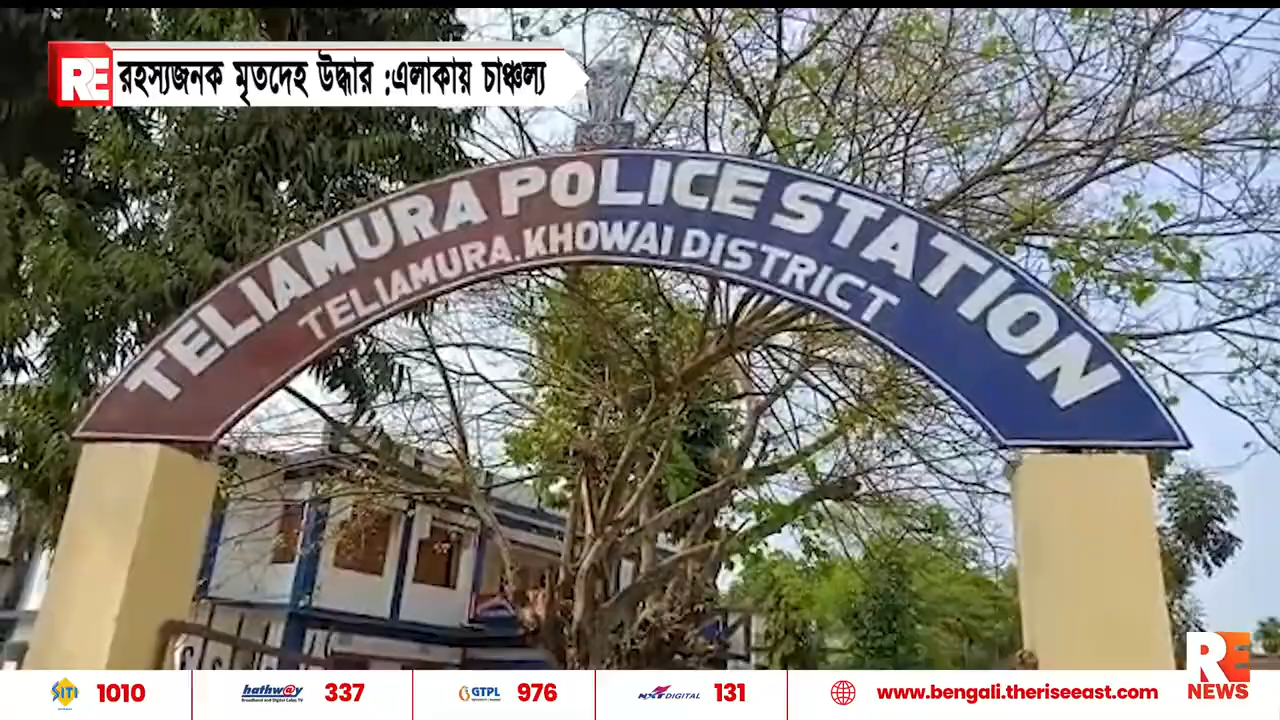 RE রহস্যজনক মৃতদেহ উদ্ধার :এলাকায় চাঞ্চল্য
TELIAMURA POLICE STATION
TELIAMURA. KHOWAI DISTRICT
SITI 1010
hathw@y 337
GTPL 976
NXT DIGITAL 131
www.bengali.theriseeast.com
RE
NEWS